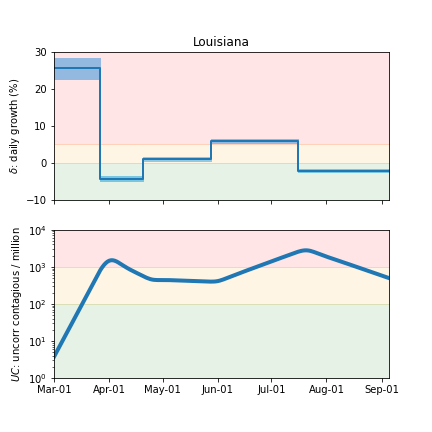 Louisiana
δ: daily growth (%)
30
20
10
0
−10
UC: uncorr contagious / million
10⁴
10³
10²
10¹
10⁰
Mar-01 Apr-01 May-01 Jun-01 Jul-01 Aug-01 Sep-01